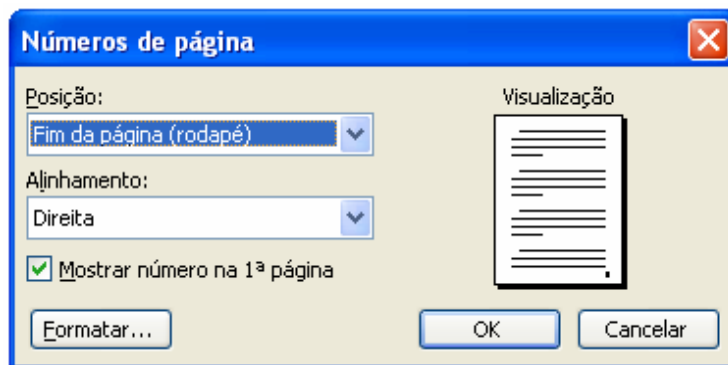 Números de página
Posição:
Fim da página (rodapé)
Alinhamento:
Direita
Mostrar número na 1ª página
Visualização
Formatar...
OK
Cancelar